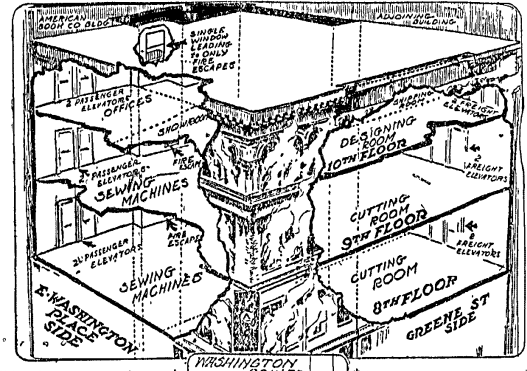 AMERICAN
BOOK CO. BLDG.
ADJOINING
BUILDING
SINGLE
WINDOW
LEADING
TO ONLY
FIRE
ESCAPES
2 PASSENGER
ELEVATORS
OFFICES
SHOWROOM
FREIGHT
ELEVATORS
DESIGNING
ROOM
10TH FLOOR
2 PASSENGER
ELEVATORS
FIRE
SEWING
MACHINES
2
FREIGHT
ELEVATORS
CUTTING
ROOM
9TH FLOOR
2 PASSENGER
ELEVATORS
FIRE
ESCAPE
SEWING
MACHINES
2
FREIGHT
ELEVATORS
CUTTING
ROOM
8TH FLOOR
E-WASHINGTON
PLACE
SIDE
GREENE ST
SIDE
WASHINGTON